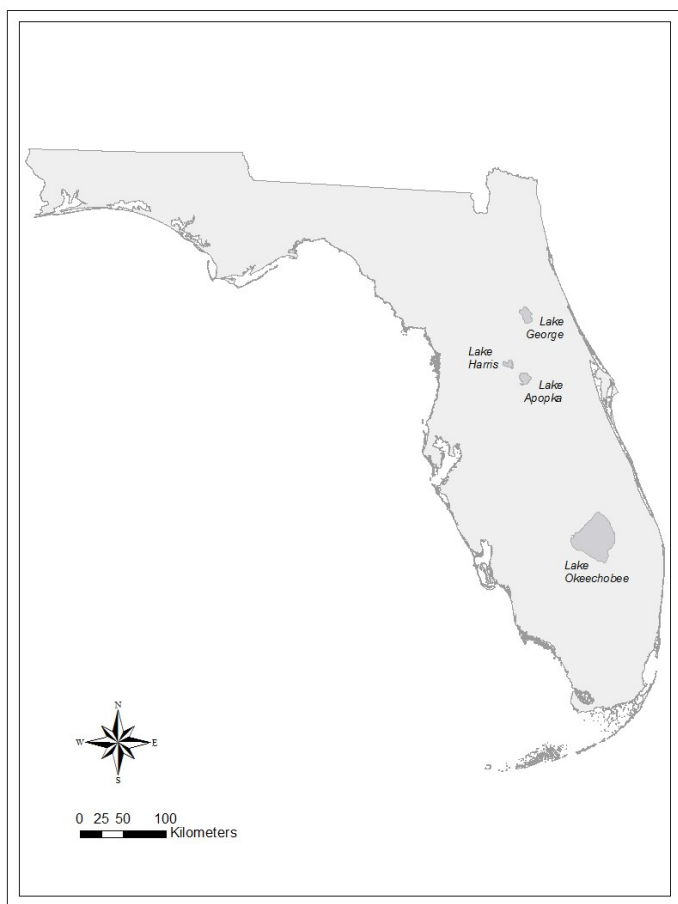 Lake
George
Lake
Harris
Lake
Apopka
Lake
Okeechobee
N
W E
S
0 25 50 100
Kilometers